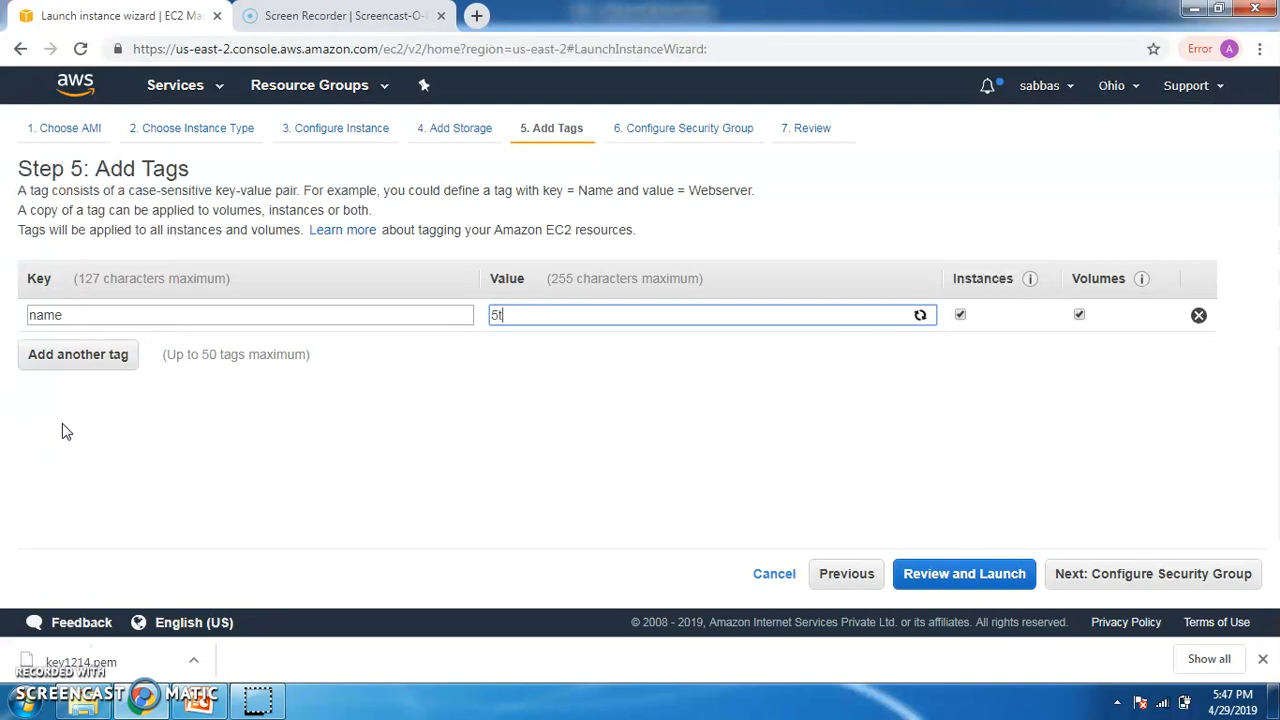 Launch instance wizard | EC2 Ma
Screen Recorder | Screencast-O-
https://us-east-2.console.aws.amazon.com/ec2/v2/home?region=us-east-2#LaunchInstanceWizard:
Error A
aws Services Resource Groups sabbas Ohio Support
1. Choose AMI 2. Choose Instance Type 3. Configure Instance 4. Add Storage 5. Add Tags 6. Configure Security Group 7. Review
Step 5: Add Tags
A tag consists of a case-sensitive key-value pair. For example, you could define a tag with key = Name and value = Webserver.
A copy of a tag can be applied to volumes, instances or both.
Tags will be applied to all instances and volumes. Learn more about tagging your Amazon EC2 resources.
Key (127 characters maximum) Value (255 characters maximum) Instances Volumes
name 5t
Add another tag (Up to 50 tags maximum)
Cancel Previous Review and Launch Next: Configure Security Group
Feedback English (US) © 2008 - 2019, Amazon Internet Services Private Ltd. or its affiliates. All rights reserved. Privacy Policy Terms of Use
key1214.pem Show all
RECORDED WITH
SCREENCAST MATIC
5:47 PM
4/29/2019